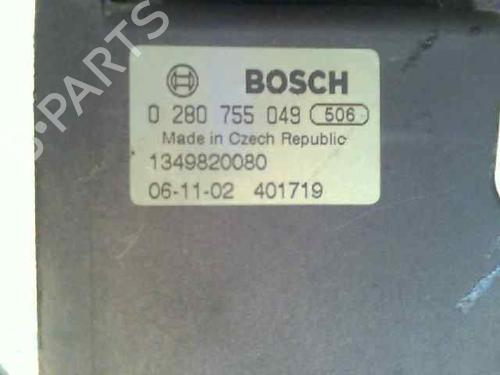 B-PARTS
BOSCH
0 280 755 049 506
Made in Czech Republic
1349820080
06-11-02 401719